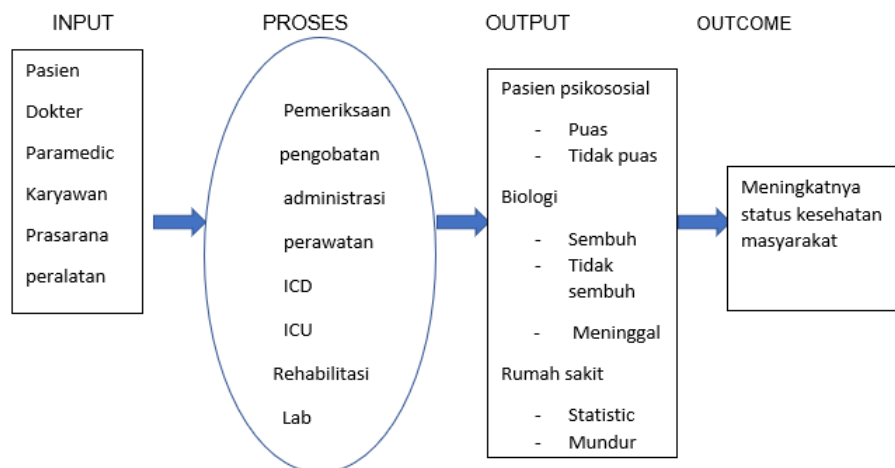 INPUT
PROSES
OUTPUT
OUTCOME
Pasien
Dokter
Paramedic
Karyawan
Prasarana
peralatan
Pemeriksaan
pengobatan
administrasi
perawatan
ICD
ICU
Rehabilitasi
Lab
Pasien psikososial
- Puas
- Tidak puas
Biologi
- Sembuh
- Tidak
sembuh
- Meninggal
Rumah sakit
- Statistic
- Mundur
Meningkatnya
status kesehatan
masyarakat